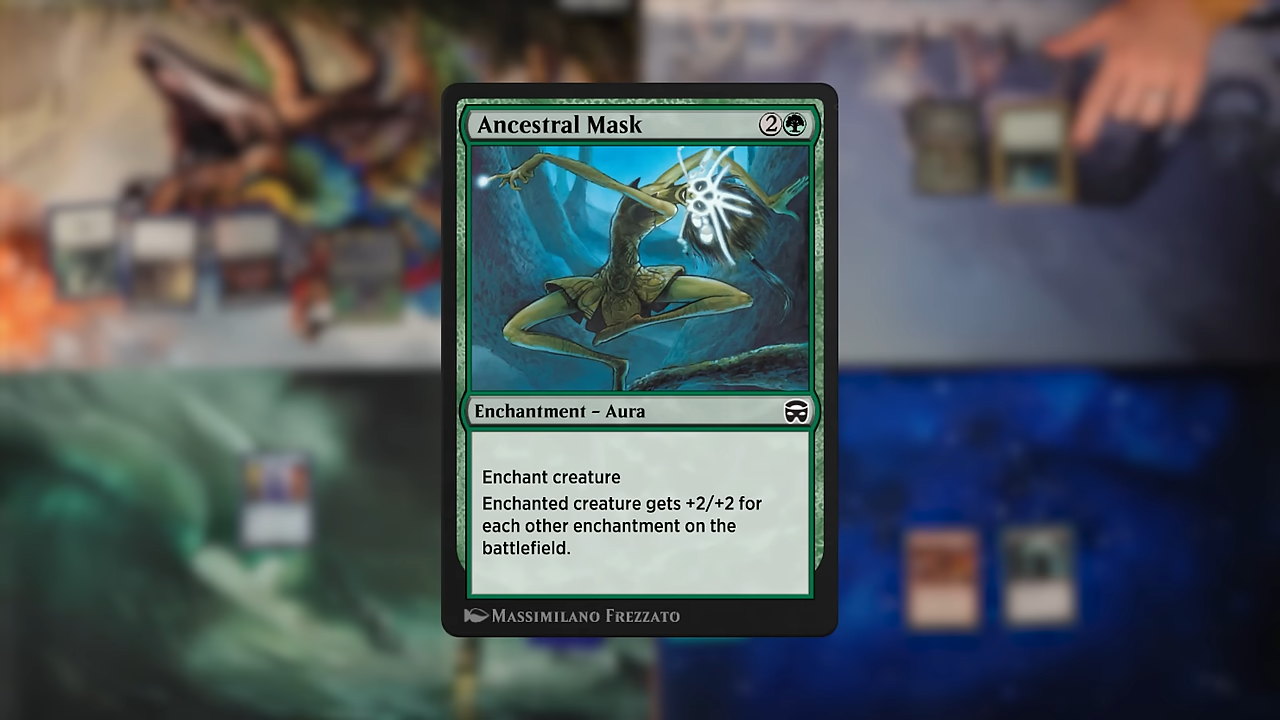 Ancestral Mask 2
Enchantment – Aura
Enchant creature
Enchanted creature gets +2/+2 for
each other enchantment on the
battlefield.
Massimilano Frezzato